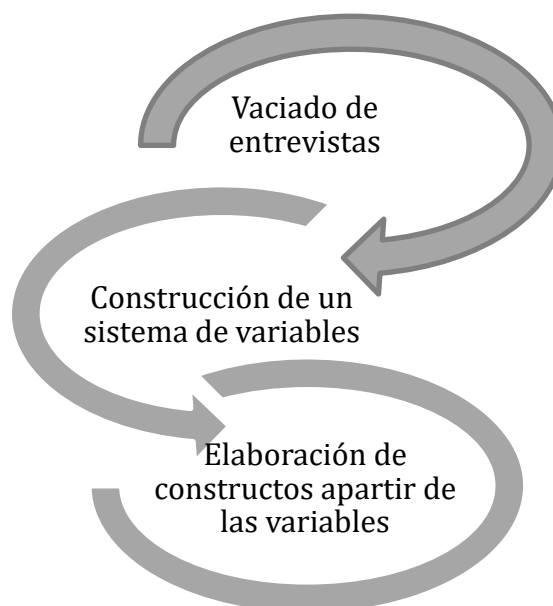 Vaciado de
entrevistas
Construcción de un
sistema de variables
Elaboración de
constructos apartir de
las variables